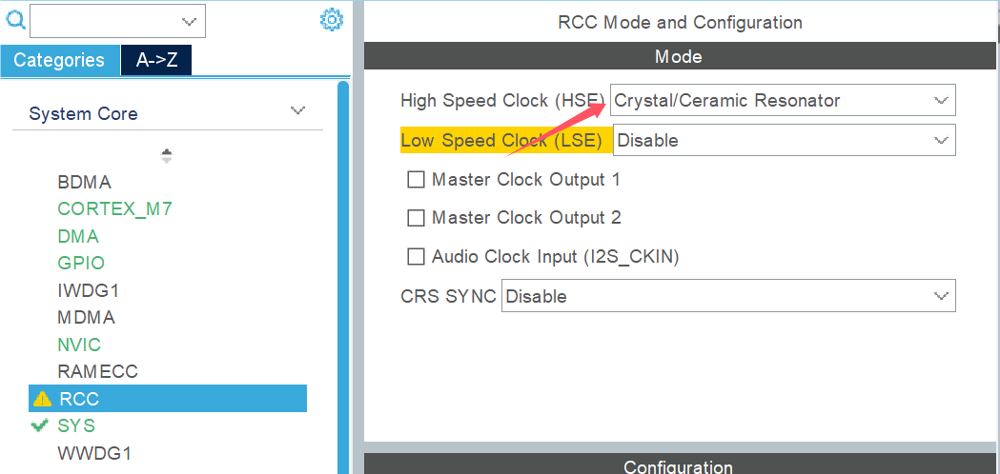 Categories
A->Z
System Core
BDMA
CORTEX_M7
DMA
GPIO
IWDG1
MDMA
NVIC
RAMECC
RCC
SYS
WWDG1
RCC Mode and Configuration
Mode
High Speed Clock (HSE) Crystal/Ceramic Resonator
Low Speed Clock (LSE) Disable
Master Clock Output 1
Master Clock Output 2
Audio Clock Input (I2S_CKIN)
CRS SYNC Disable
Configuration